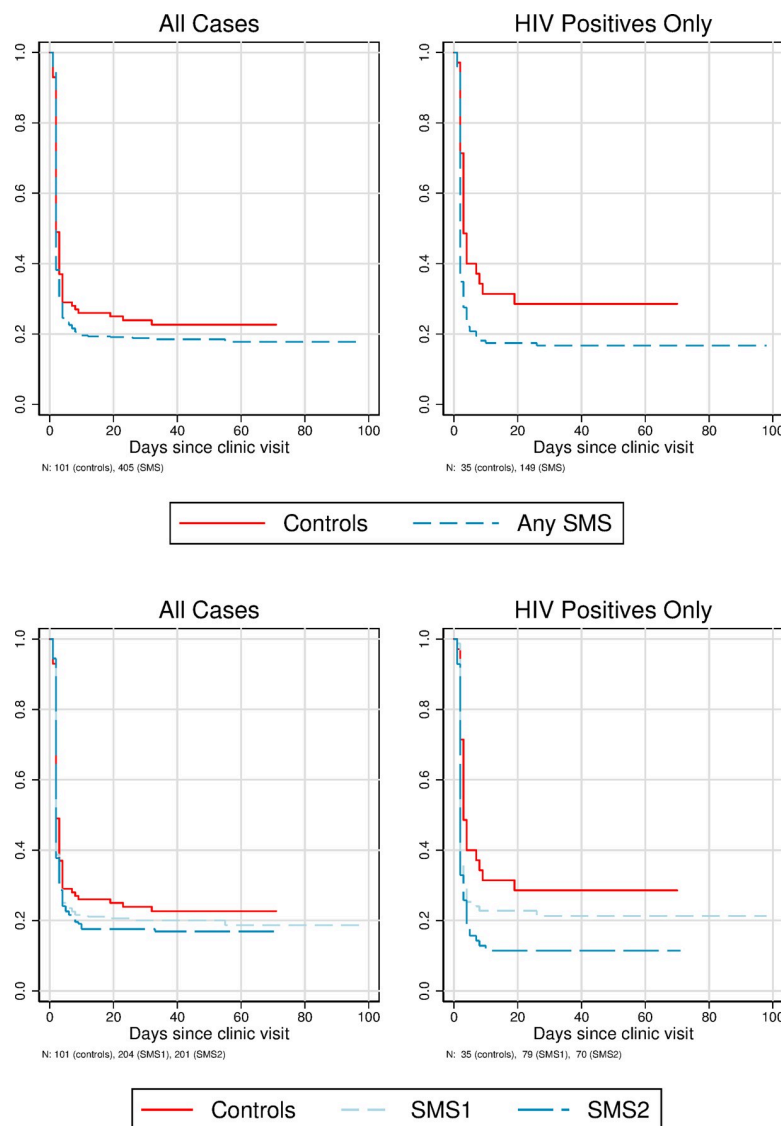 All Cases
HIV Positives Only
1.0
0.8
0.6
0.4
0.2
0.0
1.0
0.8
0.6
0.4
0.2
0.0
0 20 40 60 80 100
0 20 40 60 80 100
Days since clinic visit
Days since clinic visit
N: 101 (controls), 405 (SMS)
N: 35 (controls), 149 (SMS)
Controls Any SMS
All Cases
HIV Positives Only
1.0
0.8
0.6
0.4
0.2
0.0
1.0
0.8
0.6
0.4
0.2
0.0
0 20 40 60 80 100
0 20 40 60 80 100
Days since clinic visit
Days since clinic visit
N: 101 (controls), 204 (SMS1), 201 (SMS2)
N: 35 (controls), 79 (SMS1), 70 (SMS2)
Controls SMS1 SMS2